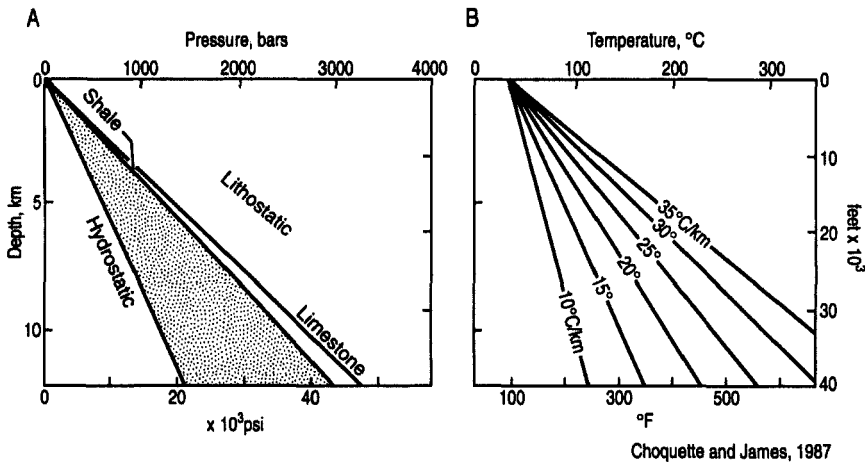 A
Pressure, bars
0 1000 2000 3000 4000
0
5
10
Depth, km
Shale
Lithostatic
Hydrostatic
Limestone
0 20 40
x 10³psi
B
Temperature, °C
0 100 200 300
0
10
20
30
40
feet x 10³
35°C/km
30°
25°
20°
15°
10°C/km
100 300 500
°F
Choquette and James, 1987